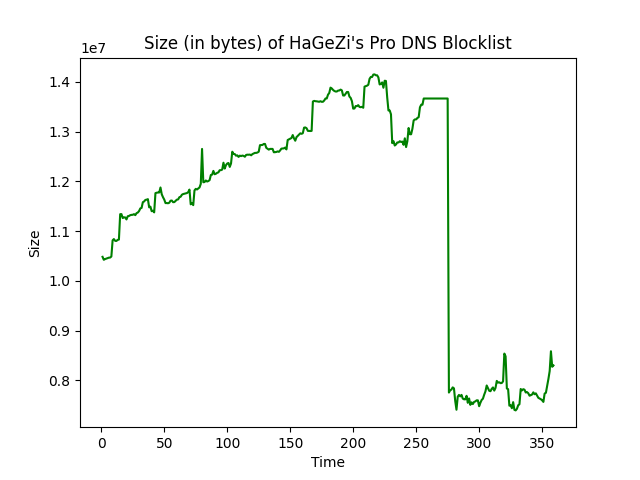 Size (in bytes) of HaGeZi's Pro DNS Blocklist
1e7
1.4
1.3
1.2
1.1
1.0
0.9
0.8
Size
0 50 100 150 200 250 300 350
Time